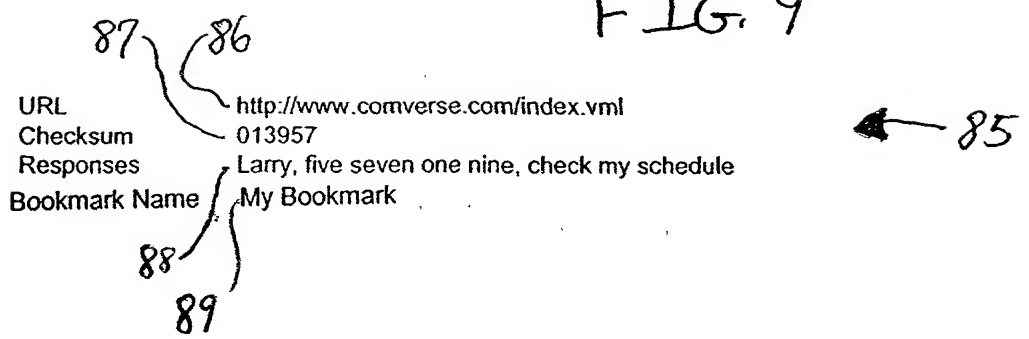 FIG. 9
87 86
URL http://www.comverse.com/index.vml
Checksum 013957
85
Responses Larry, five seven one nine, check my schedule
Bookmark Name My Bookmark
88
89